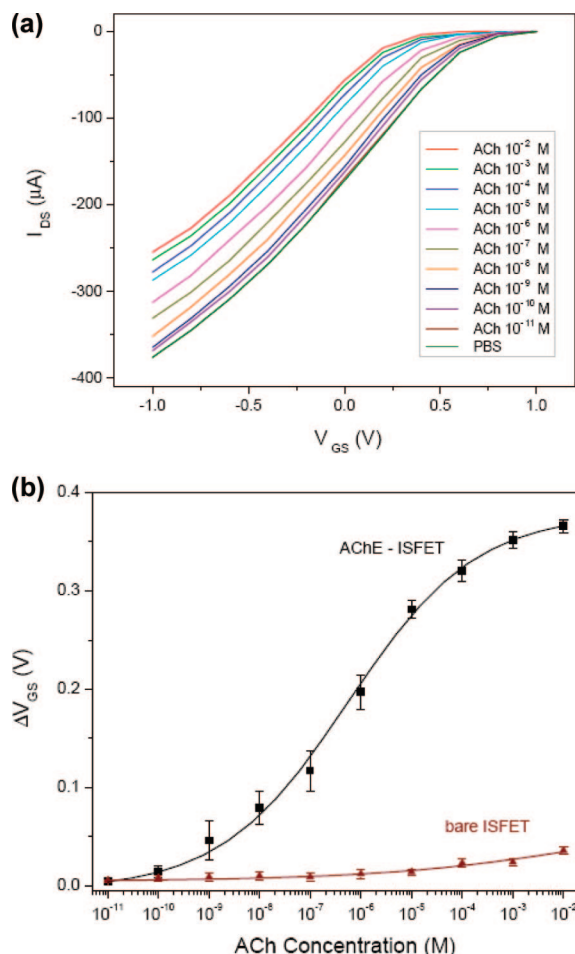 (a)
0
-100
-200
-300
-400
I_DS (µA)
-1.0 -0.5 0.0 0.5 1.0
V_GS (V)
ACh 10⁻² M
ACh 10⁻³ M
ACh 10⁻⁴ M
ACh 10⁻⁵ M
ACh 10⁻⁶ M
ACh 10⁻⁷ M
ACh 10⁻⁸ M
ACh 10⁻⁹ M
ACh 10⁻¹⁰ M
ACh 10⁻¹¹ M
PBS
(b)
0.4
0.3
0.2
0.1
0.0
ΔV_GS (V)
AChE - ISFET
bare ISFET
10⁻¹¹ 10⁻¹⁰ 10⁻⁹ 10⁻⁸ 10⁻⁷ 10⁻⁶ 10⁻⁵ 10⁻⁴ 10⁻³ 10⁻²
ACh Concentration (M)